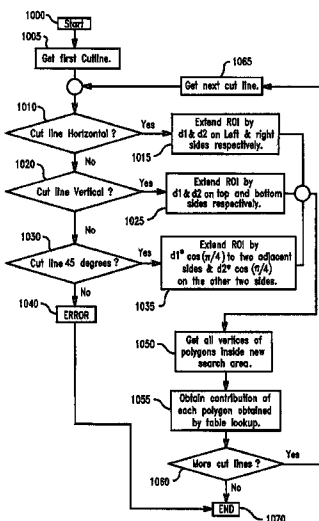 1000
Start
1005
Get first Cutline.
1065
Get next cut line.
1010
Cut line Horizontal ?
Yes
Extend ROI by
d1 & d2 on Left & right
sides respectively.
1015
No
1020
Cut line Vertical ?
Yes
Extend ROI by
d1 & d2 on top and bottom
sides respectively.
1025
No
1030
Cut line 45 degrees ?
Yes
Extend ROI by
d1* cos(π/4) to two adjacent
sides & d2* cos (π/4)
on the other two sides.
1035
No
1040
ERROR
1050
Get all vertices of
polygons inside new
search area.
1055
Obtain contribution of
each polygon obtained
by table lookup.
More cut lines ?
Yes
1060
No
END
1070